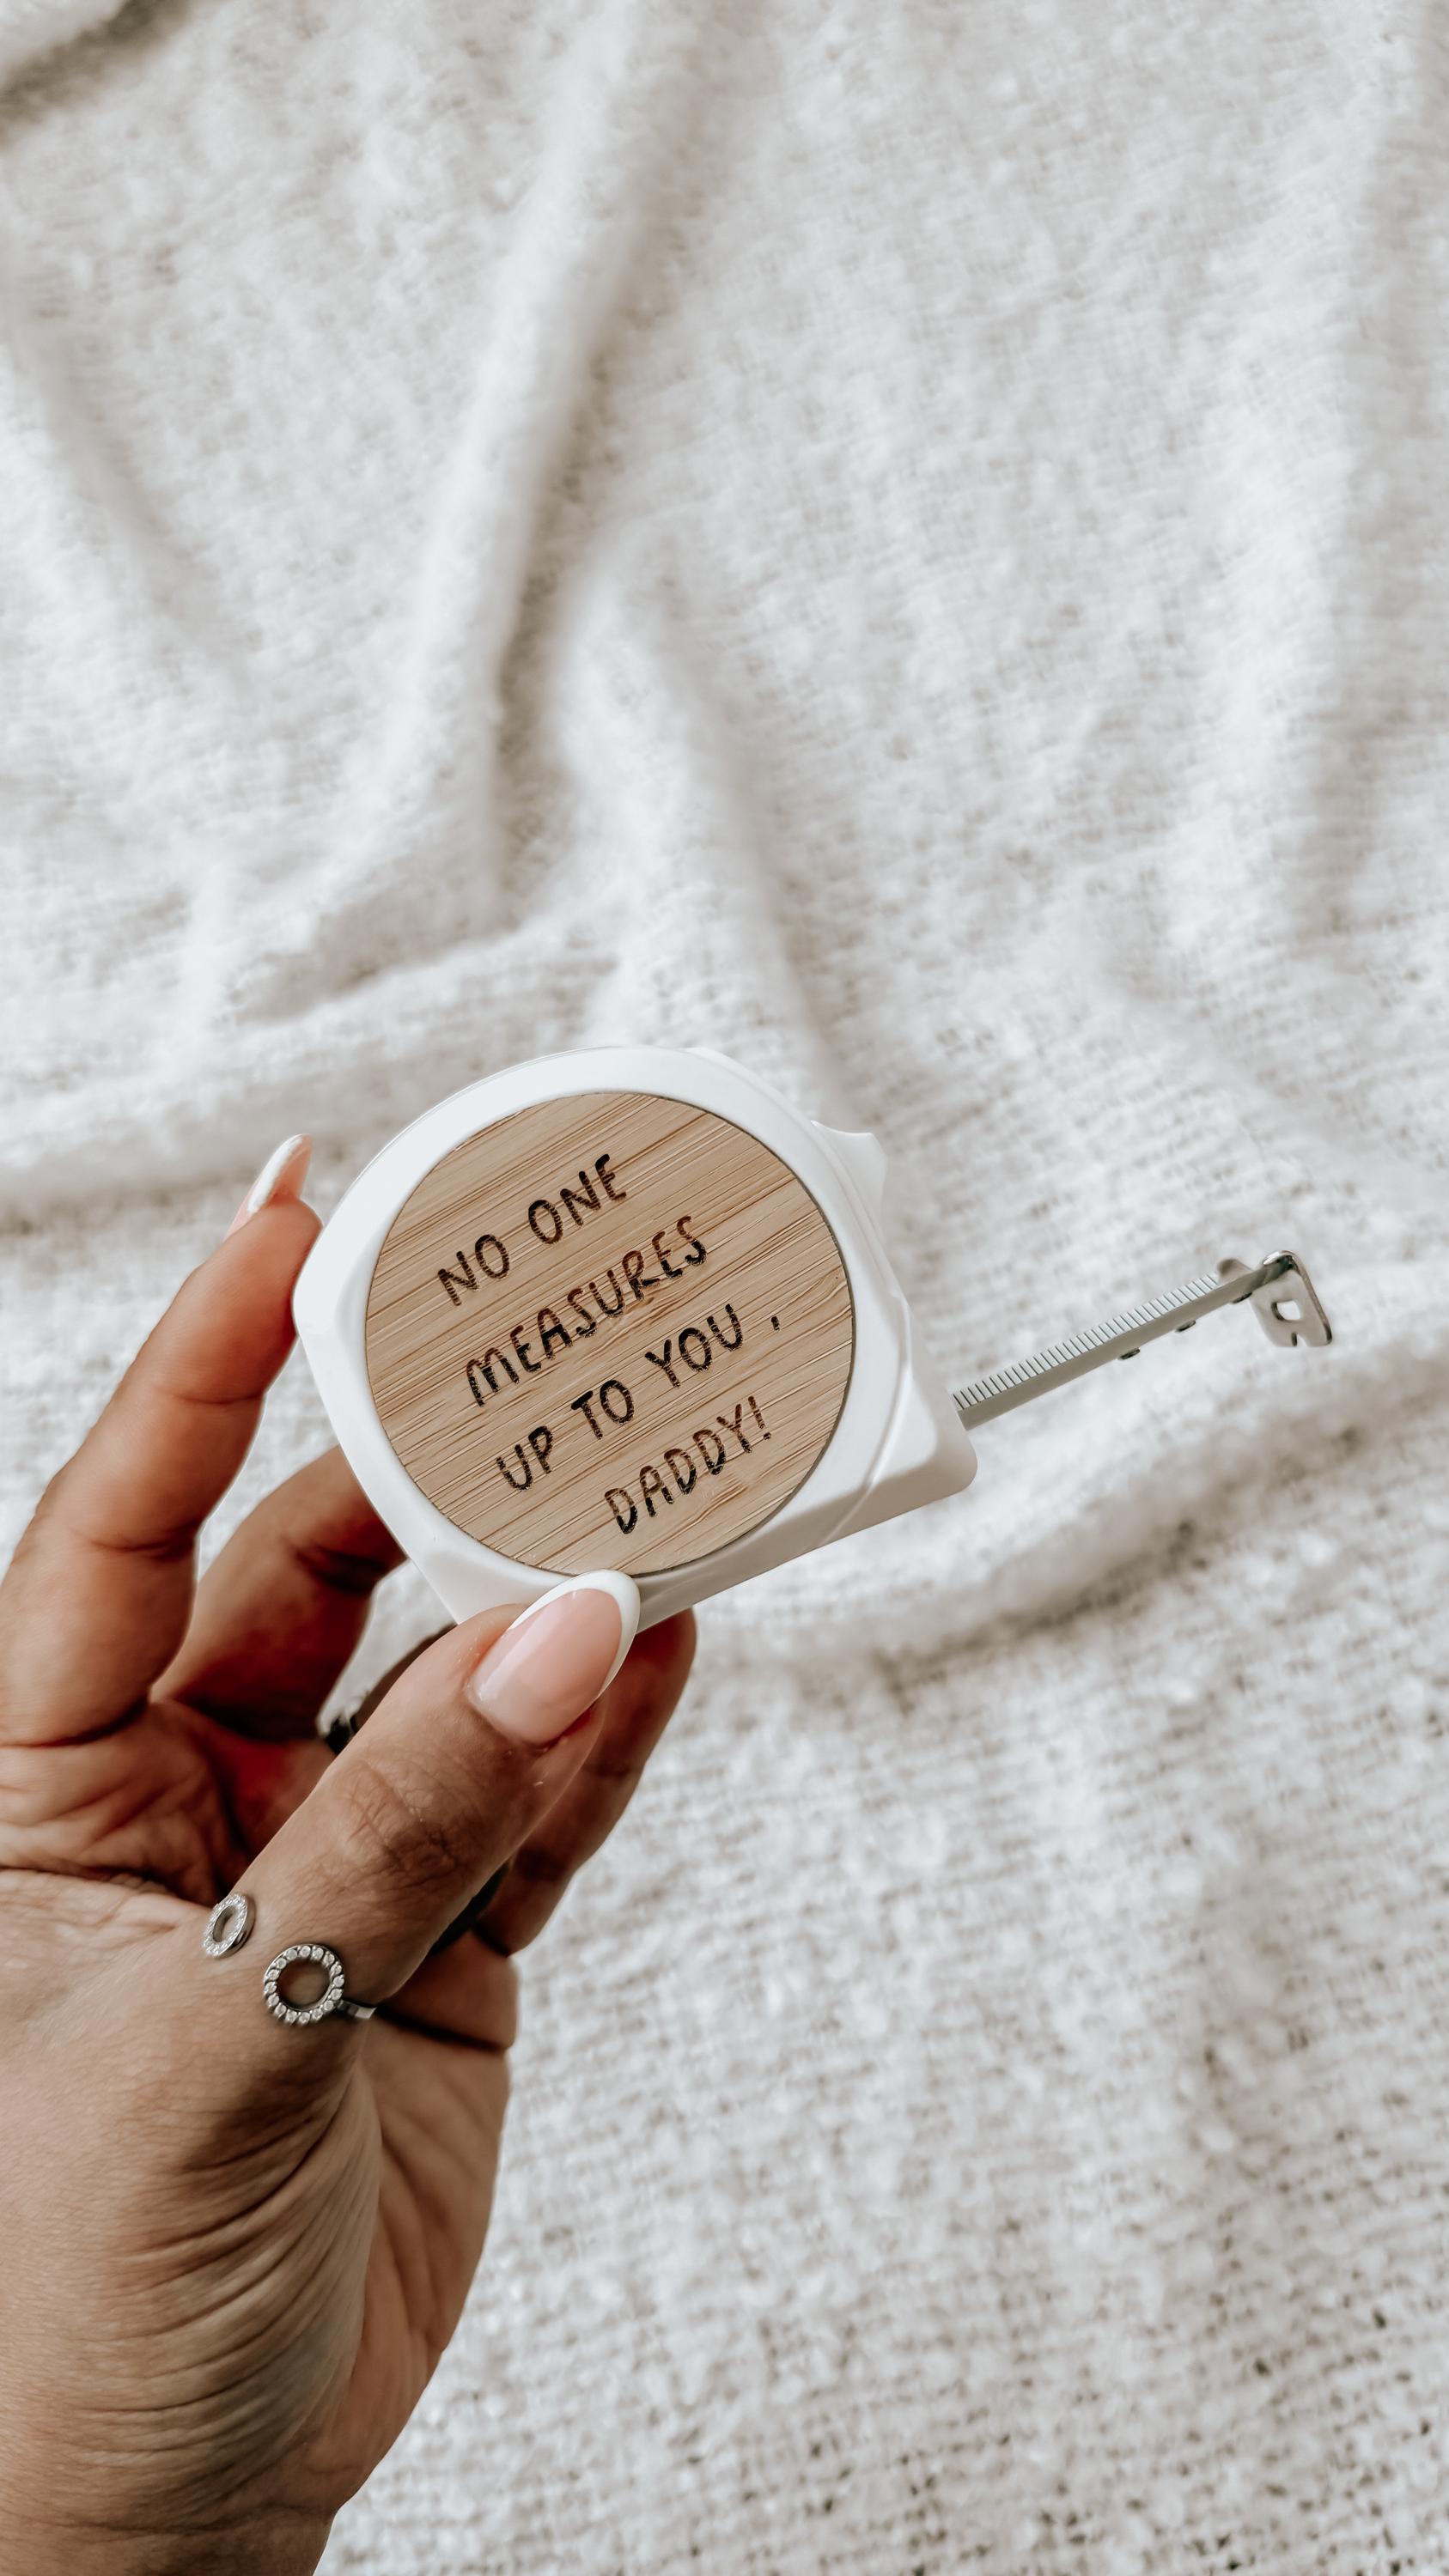 NO ONE
MEASURES
UP TO YOU ,
DADDY!